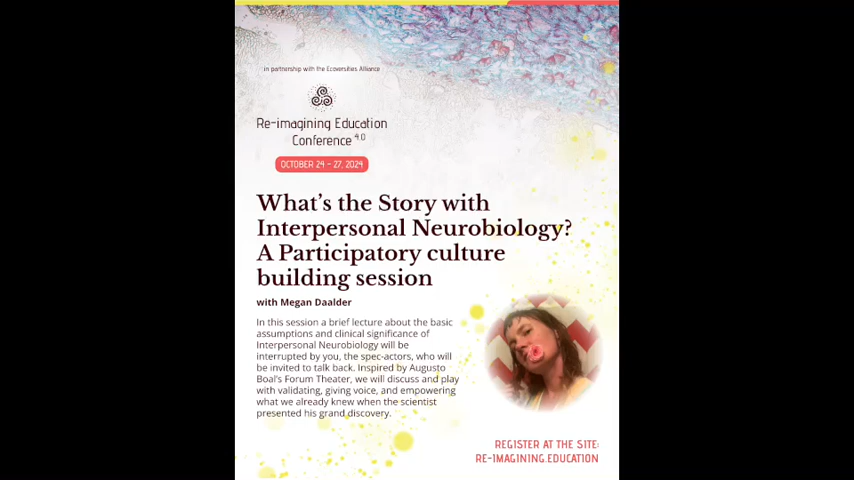 in partnership with the Ecoversities Alliance
Re-imagining Education
Conference 4.0
OCTOBER 24 - 27, 2024
What's the Story with
Interpersonal Neurobiology?
A Participatory culture
building session
with Megan Daalder
In this session a brief lecture about the basic
assumptions and clinical significance of
Interpersonal Neurobiology will be
interrupted by you, the spec-actors, who will
be invited to talk back. Inspired by Augusto
Boal's Forum Theater, we will discuss and play
with validating, giving voice, and empowering
what we already knew when the scientist
presented his grand discovery.
REGISTER AT THE SITE:
RE-IMAGINING.EDUCATION